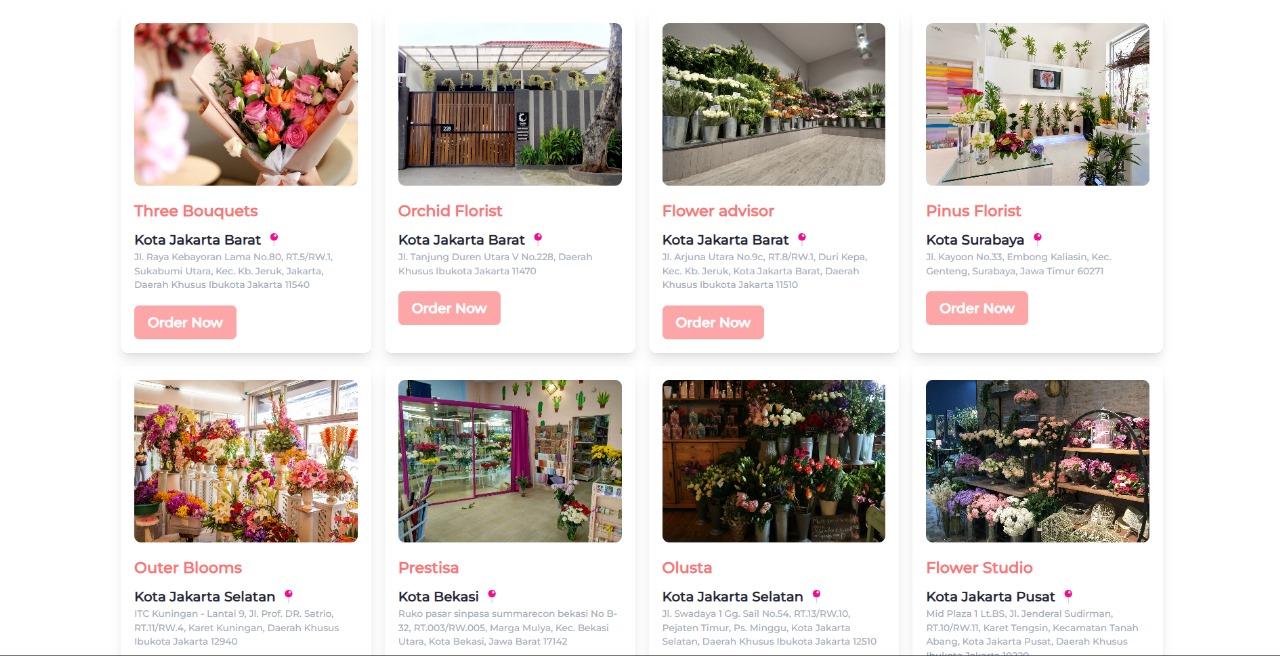 Three Bouquets
Kota Jakarta Barat
Jl. Raya Kebayoran Lama No.80, RT.5/RW.1,
Sukabumi Utara, Kec. Kb. Jeruk, Jakarta,
Daerah Khusus Ibukota Jakarta 11540
Order Now
228
Orchid Florist
Kota Jakarta Barat
Jl. Tanjung Duren Utara V No.228, Daerah
Khusus Ibukota Jakarta 11470
Order Now
Flower advisor
Kota Jakarta Barat
Jl. Arjuna Utara No.9c, RT.8/RW.1, Duri Kepa,
Kec. Kb. Jeruk, Kota Jakarta Barat, Daerah
Khusus Ibukota Jakarta 11510
Order Now
Pinus Florist
Kota Surabaya
Jl. Kayoon No.33, Embong Kaliasin, Kec.
Genteng, Surabaya, Jawa Timur 60271
Order Now
Outer Blooms
Kota Jakarta Selatan
ITC Kuningan - Lantai 9, Jl. Prof. DR. Satrio,
RT.11/RW.4, Karet Kuningan, Daerah Khusus
Ibukota Jakarta 12940
Prestisa
Kota Bekasi
Ruko pasar sinpasa summarecon bekasi No B-
32, RT.003/RW.005, Marga Mulya, Kec. Bekasi
Utara, Kota Bekasi, Jawa Barat 17142
Olusta
Kota Jakarta Selatan
Jl. Swadaya 1 Gg. Sail No.54, RT.13/RW.10,
Pejaten Timur, Ps. Minggu, Kota Jakarta
Selatan, Daerah Khusus Ibukota Jakarta 12510
Flower Studio
Kota Jakarta Pusat
Mid Plaza 1 Lt.BS, Jl. Jenderal Sudirman,
RT.10/RW.11, Karet Tengsin, Kecamatan Tanah
Abang, Kota Jakarta Pusat, Daerah Khusus
Ibukota Jakarta